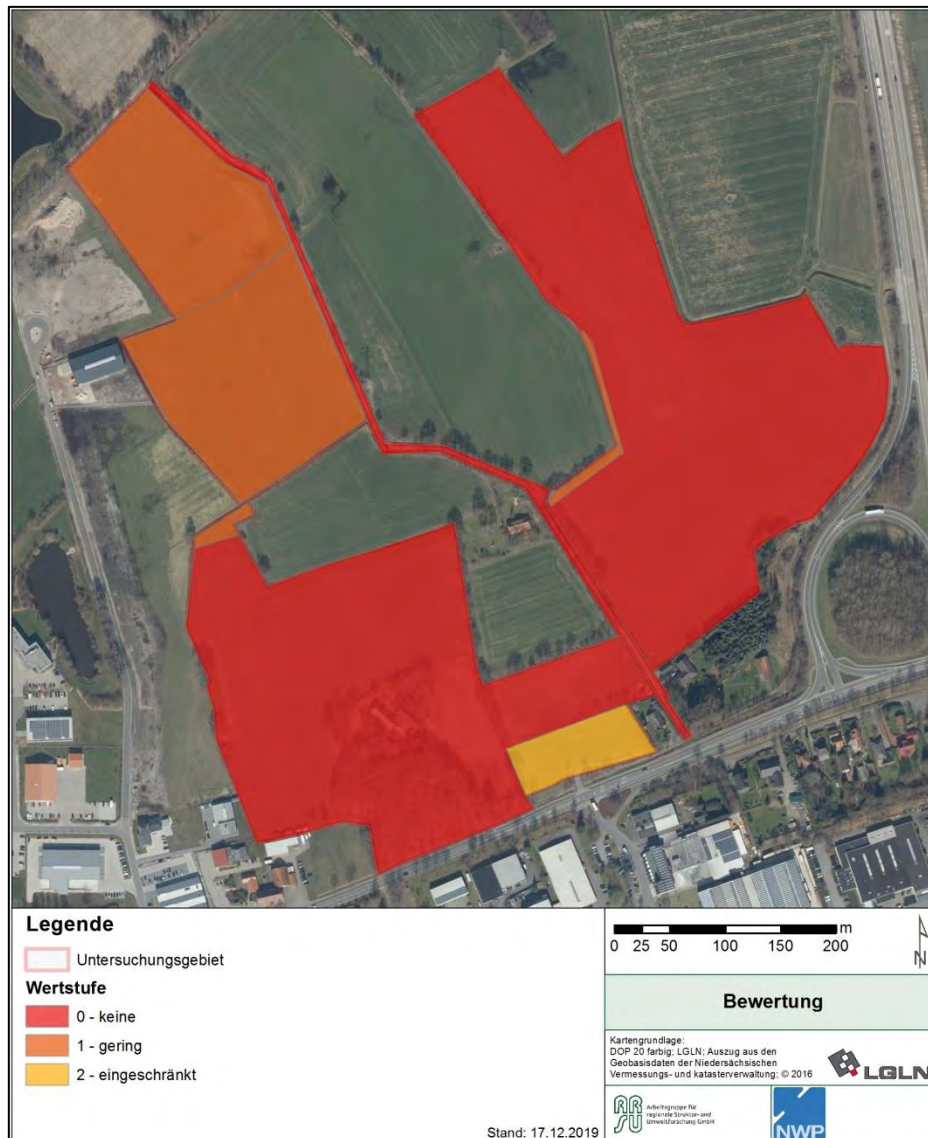 Legende
Untersuchungsgebiet
Wertstufe
0 - keine
1 - gering
2 - eingeschränkt
Stand: 17.12.2019
m
0 25 50 100 150 200
N
Bewertung
Kartengrundlage:
DOP 20 farbig; LGLN; Auszug aus den
Geobasisdaten der Niedersächsischen
Vermessungs- und katasterverwaltung; © 2016
LGLN
ARSU
Arbeitsgruppe für
regionale Struktur- und
Umweltforschung GmbH
NWP